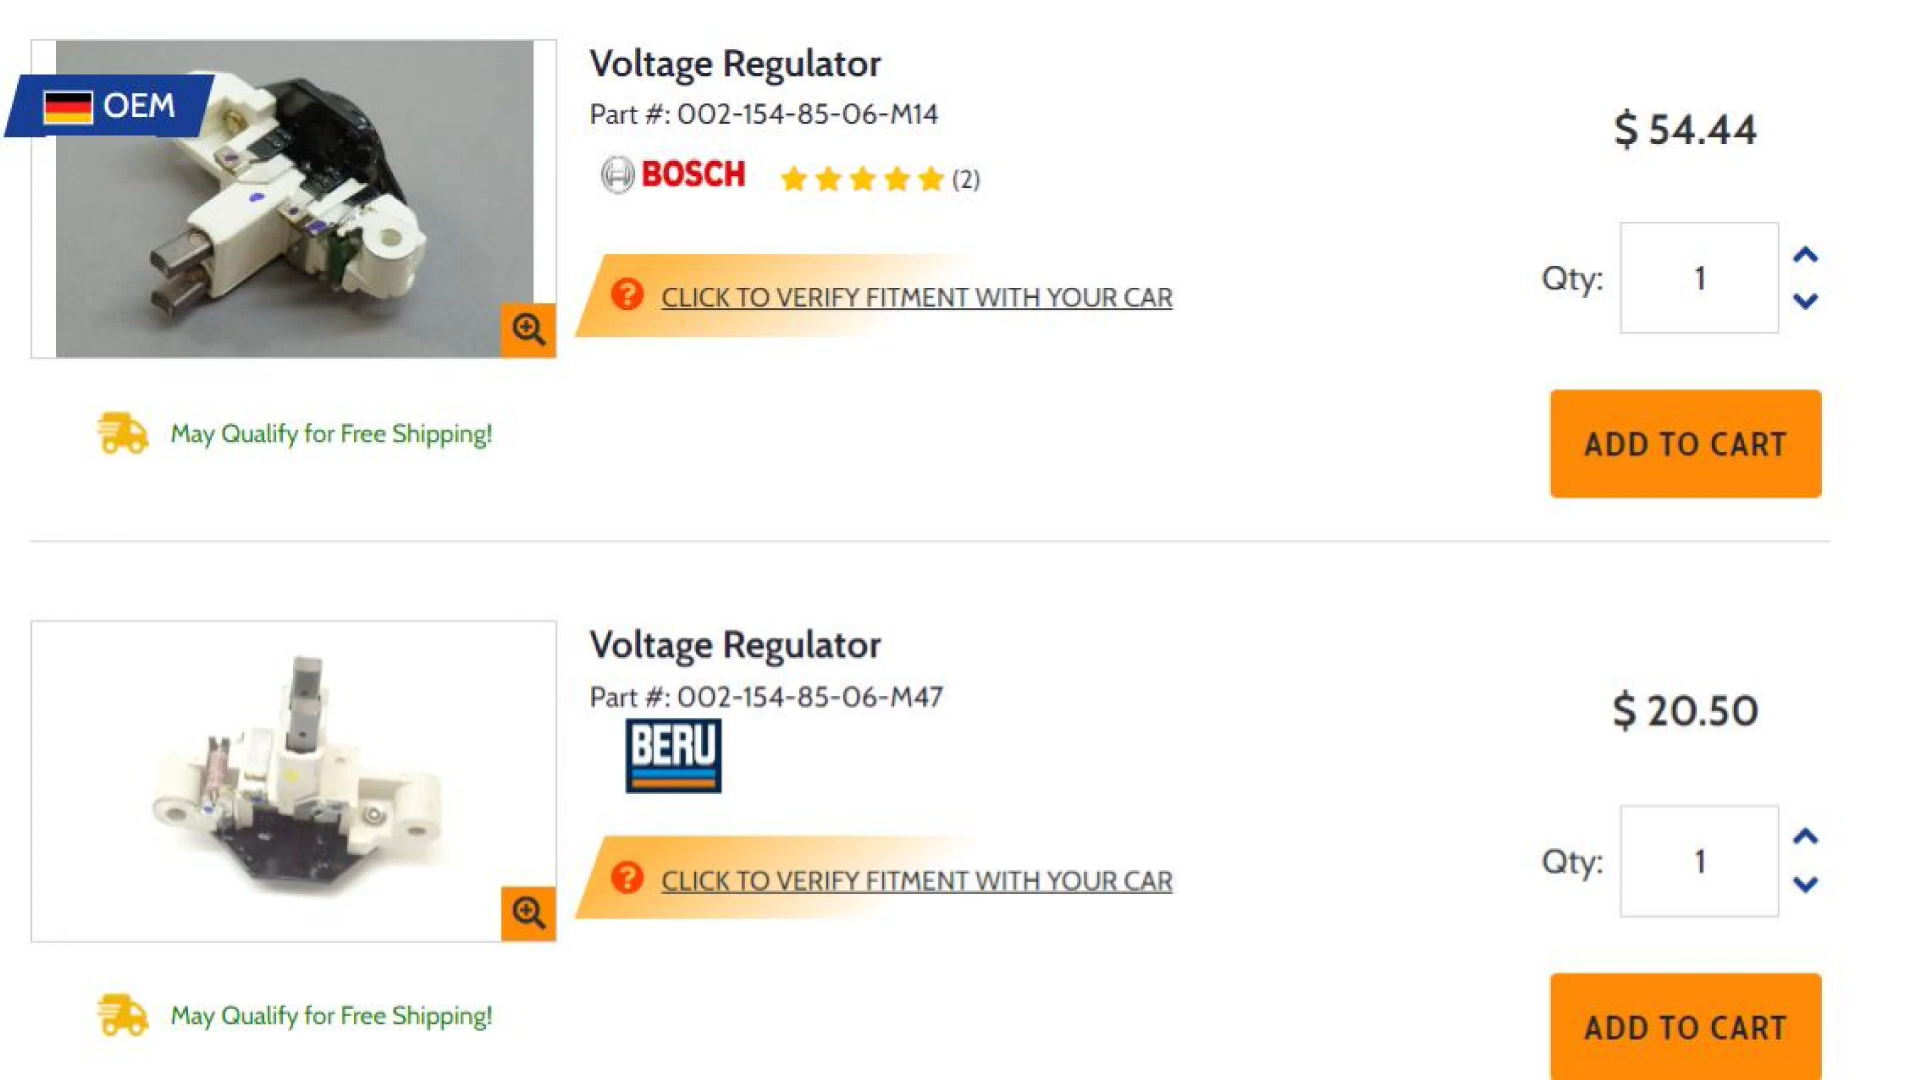 OEM
Voltage Regulator
Part #: 002-154-85-06-M14
BOSCH (2)
$ 54.44
? CLICK TO VERIFY FITMENT WITH YOUR CAR
Qty: 1
May Qualify for Free Shipping!
ADD TO CART
Voltage Regulator
Part #: 002-154-85-06-M47
BERU
$ 20.50
? CLICK TO VERIFY FITMENT WITH YOUR CAR
Qty: 1
May Qualify for Free Shipping!
ADD TO CART